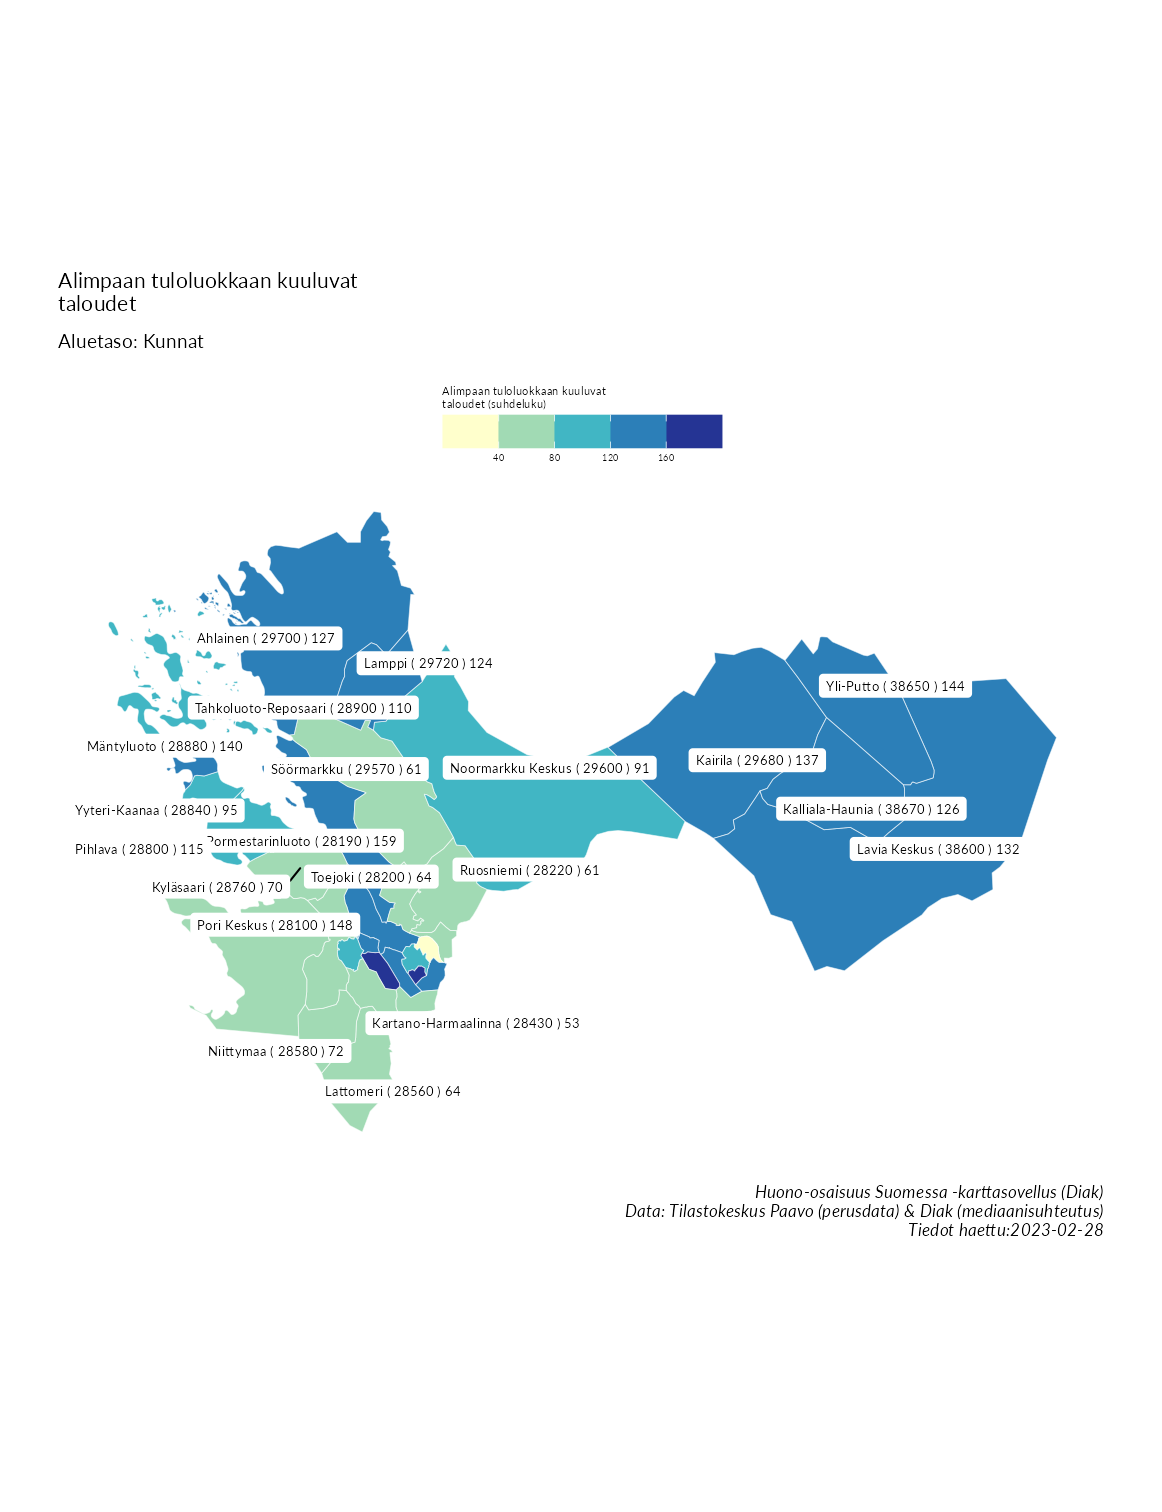 Alimpaan tuloluokkaan kuuluvat
taloudet
Aluetaso: Kunnat
Alimpaan tuloluokkaan kuuluvat
taloudet (suhdeluku)
40 80 120 160
Ahlainen ( 29700 ) 127
Lamppi ( 29720 ) 124
Yli-Putto ( 38650 ) 144
Tahkoluoto-Reposaari ( 28900 ) 110
Mäntyluoto ( 28880 ) 140
Kairila ( 29680 ) 137
Söörmarkku ( 29570 ) 61
Noormarkku Keskus ( 29600 ) 91
Yyteri-Kaanaa ( 28840 ) 95
Kalliala-Haunia ( 38670 ) 126
Pormestarinluoto ( 28190 ) 159
Pihlava ( 28800 ) 115
Lavia Keskus ( 38600 ) 132
Ruosniemi ( 28220 ) 61
Toejoki ( 28200 ) 64
Kyläsaari ( 28760 ) 70
Pori Keskus ( 28100 ) 148
Kartano-Harmaalinna ( 28430 ) 53
Niittymaa ( 28580 ) 72
Lattomeri ( 28560 ) 64
Huono-osaisuus Suomessa -karttasovellus (Diak)
Data: Tilastokeskus Paavo (perusdata) & Diak (mediaanisuhteutus)
Tiedot haettu:2023-02-28